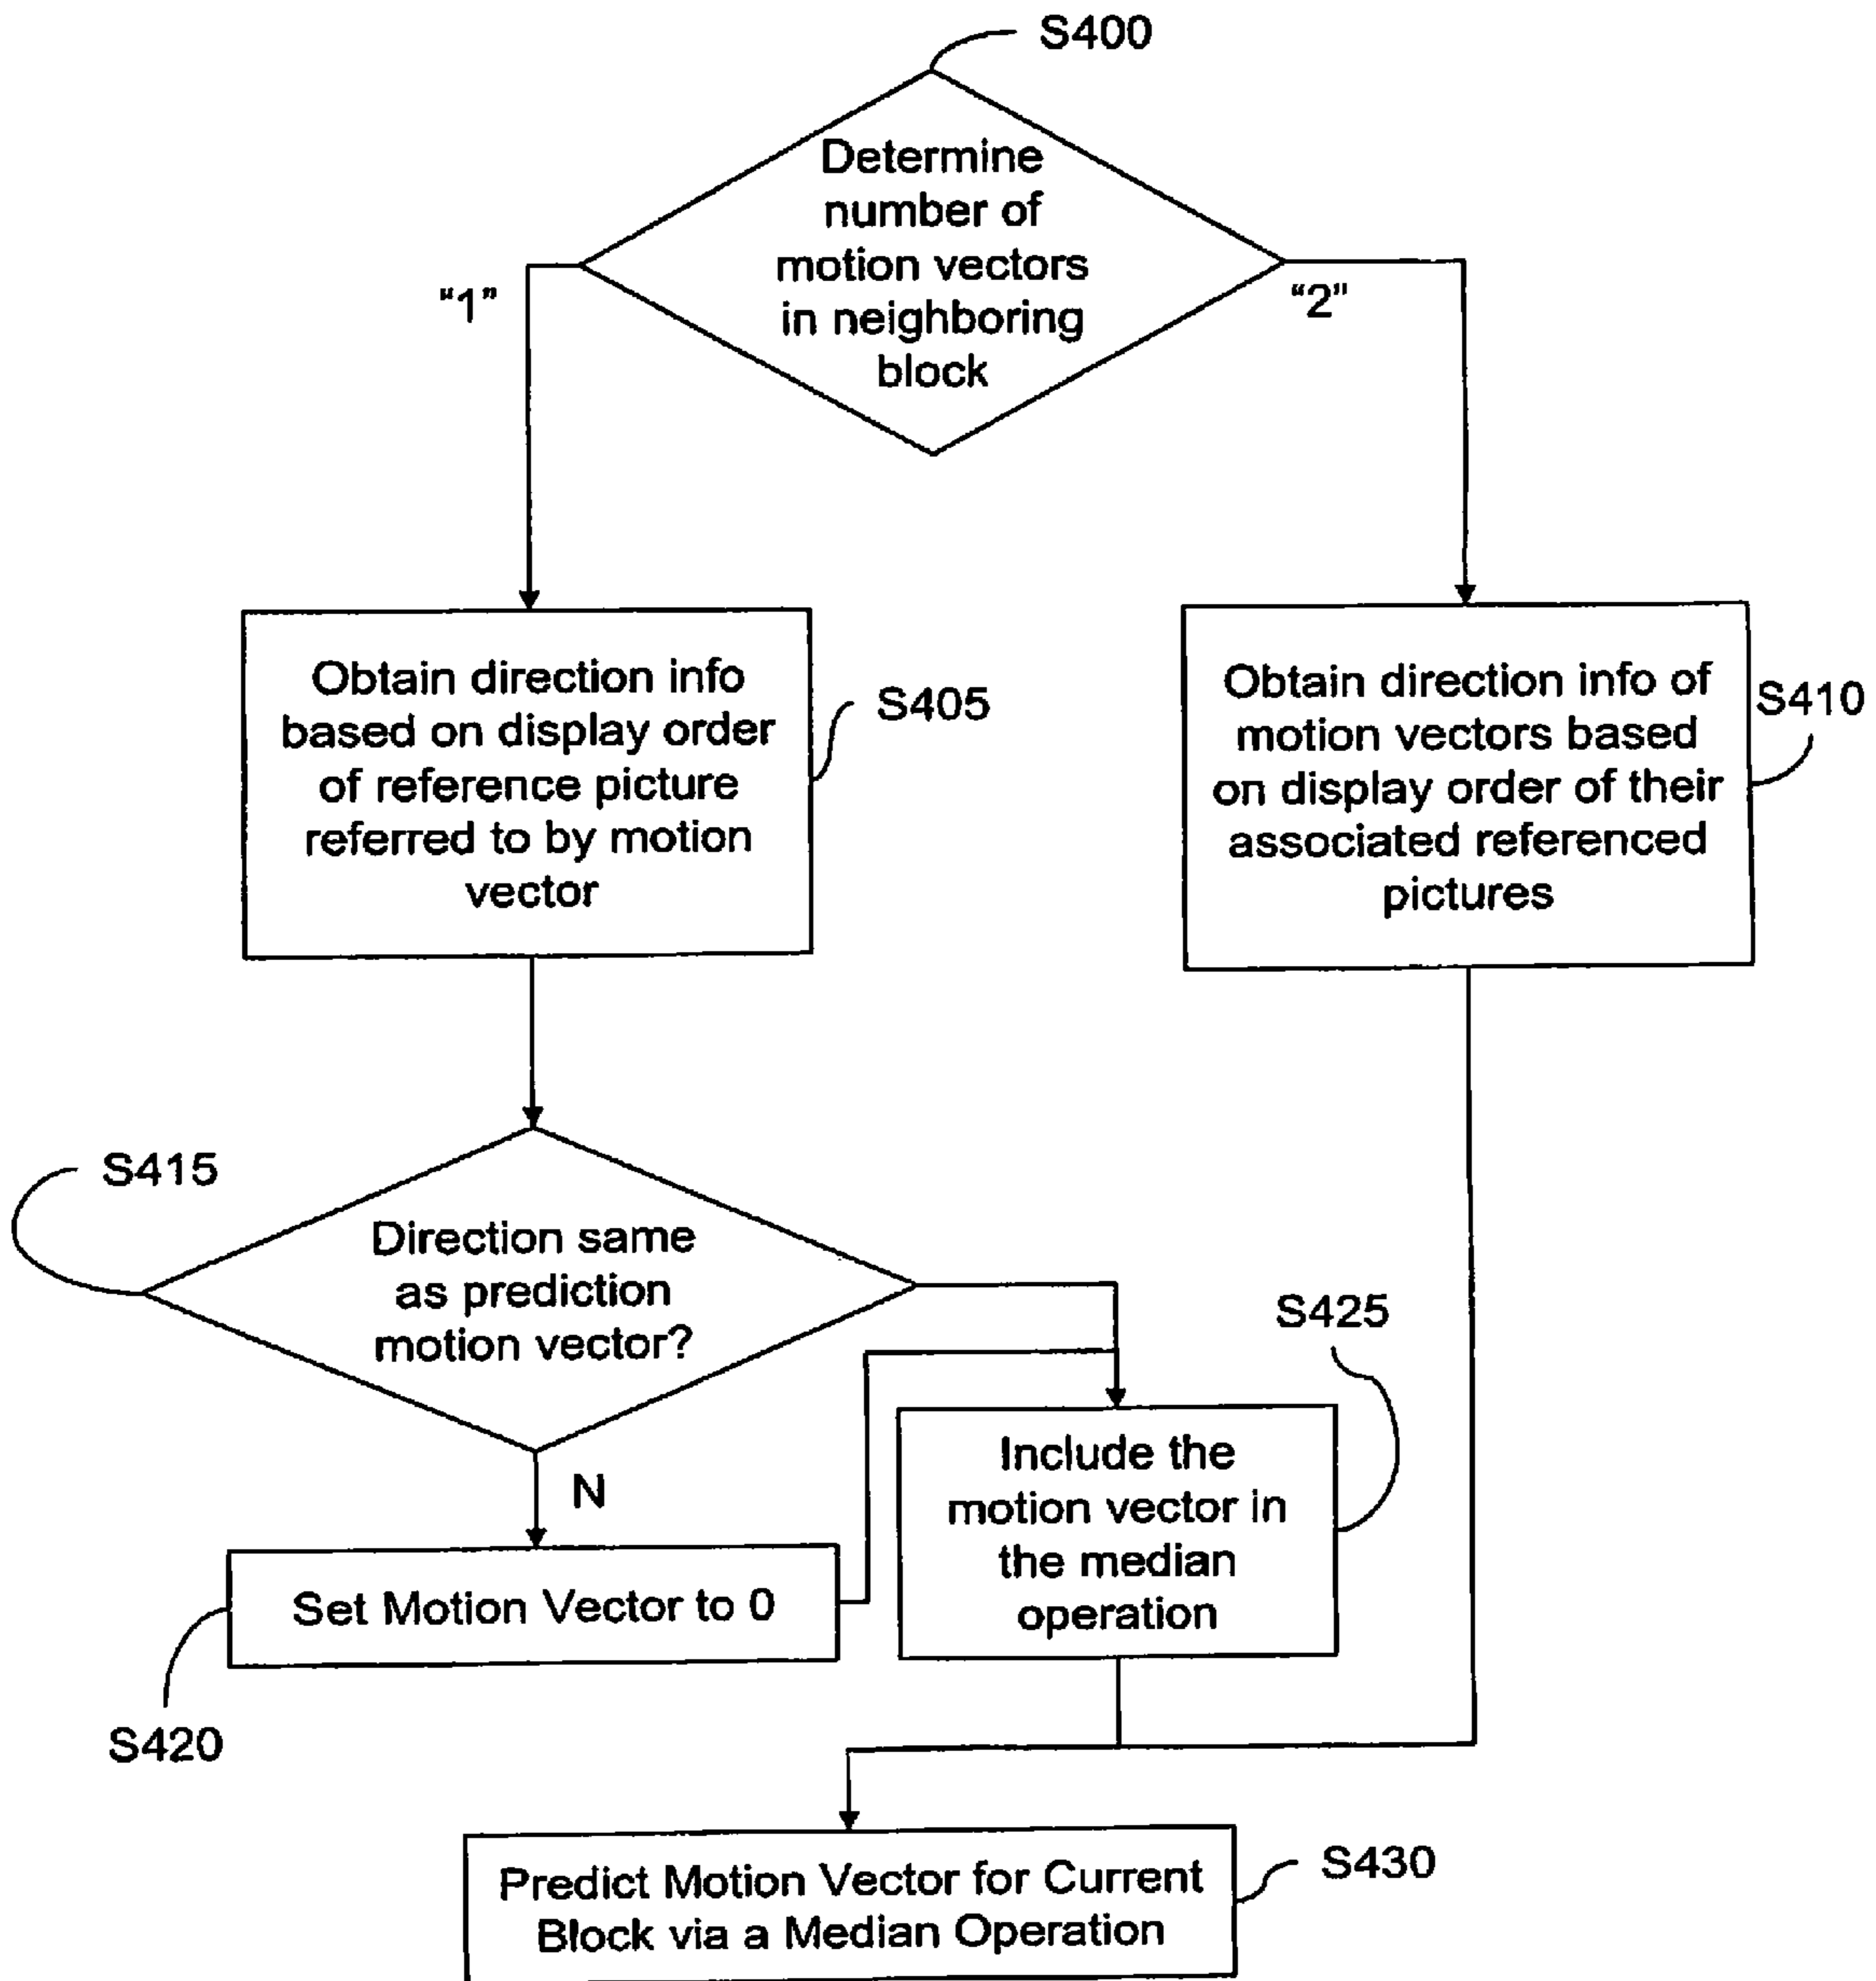 S400
Determine
number of
motion vectors
in neighboring
block
"1"
"2"
Obtain direction info
based on display order
of reference picture
referred to by motion
vector
S405
Obtain direction info of
motion vectors based
on display order of their
associated referenced
pictures
S410
S415
Direction same
as prediction
motion vector?
N
S425
Include the
motion vector in
the median
operation
Set Motion Vector to 0
S420
Predict Motion Vector for Current
Block via a Median Operation
S430